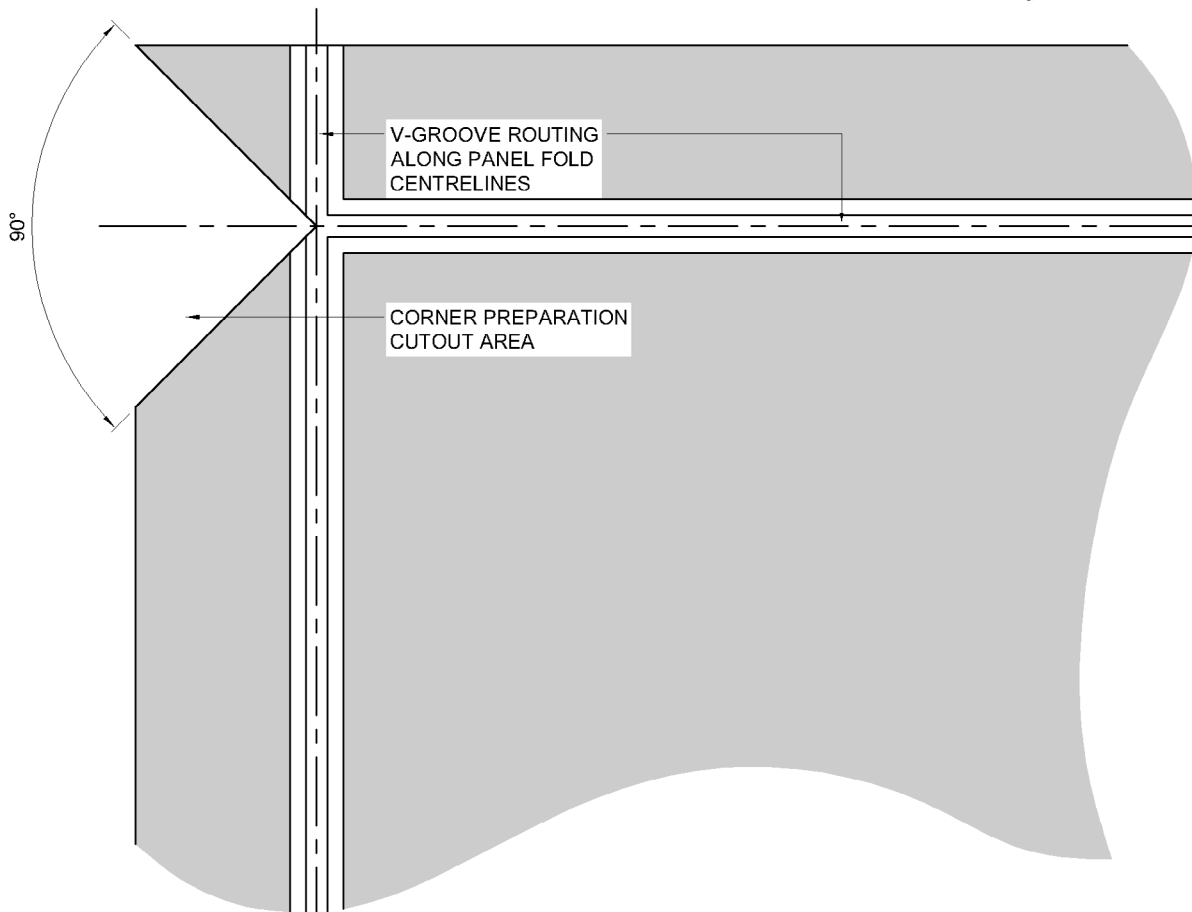 V-GROOVE ROUTING
ALONG PANEL FOLD
CENTRELINES
90°
CORNER PREPARATION
CUTOUT AREA